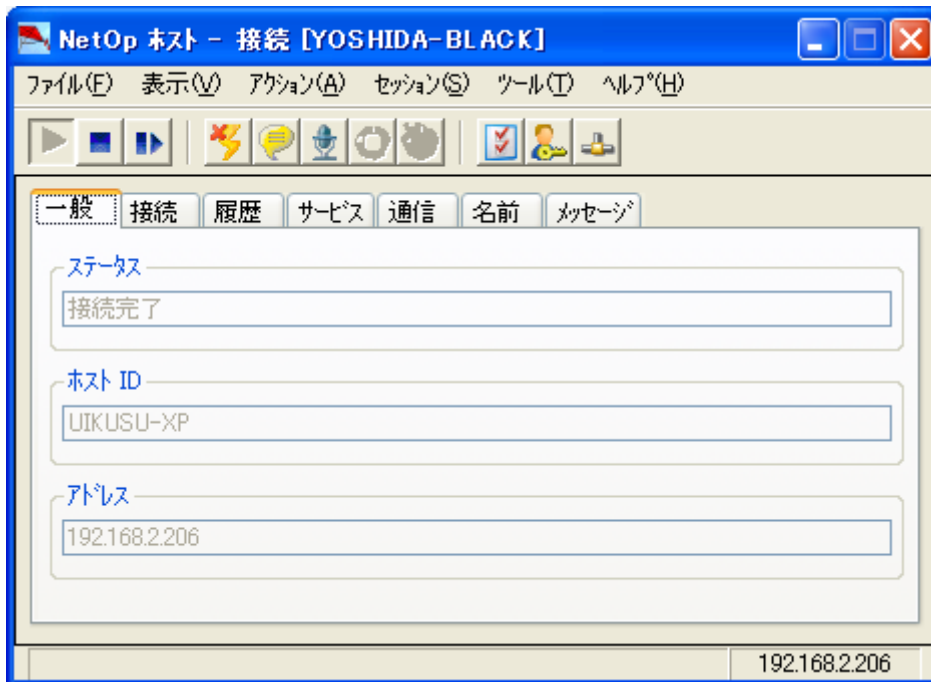 NetOp ホスト - 接続 [YOSHIDA-BLACK]
ファイル(F) 表示(V) アクション(A) セッション(S) ツール(T) ヘルプ(H)
一般 接続 履歴 サービス 通信 名前 メッセージ
ステータス
接続完了
ホスト ID
UIKUSU-XP
アドレス
192.168.2.206
192.168.2.206